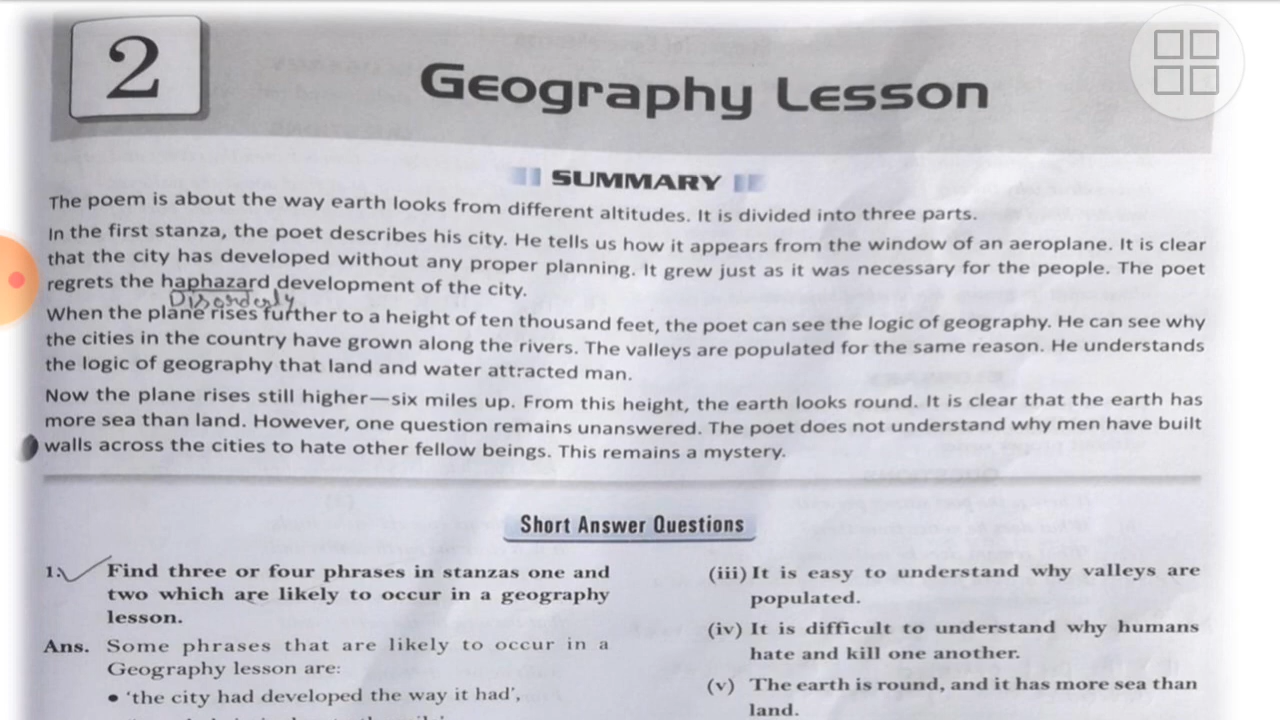 2
Geography Lesson
SUMMARY
The poem is about the way earth looks from different altitudes. It is divided into three parts.
In the first stanza, the poet describes his city. He tells us how it appears from the window of an aeroplane. It is clear
that the city has developed without any proper planning. It grew just as it was necessary for the people. The poet
regrets the haphazard development of the city.
Disorderly
When the plane rises further to a height of ten thousand feet, the poet can see the logic of geography. He can see why
the cities in the country have grown along the rivers. The valleys are populated for the same reason. He understands
the logic of geography that land and water attracted man.
Now the plane rises still higher—six miles up. From this height, the earth looks round. It is clear that the earth has
more sea than land. However, one question remains unanswered. The poet does not understand why men have built
walls across the cities to hate other fellow beings. This remains a mystery.
Short Answer Questions
1. Find three or four phrases in stanzas one and
two which are likely to occur in a geography
lesson.
Ans. Some phrases that are likely to occur in a
Geography lesson are:
• 'the city had developed the way it had',
(iii) It is easy to understand why valleys are
populated.
(iv) It is difficult to understand why humans
hate and kill one another.
(v) The earth is round, and it has more sea than
land.